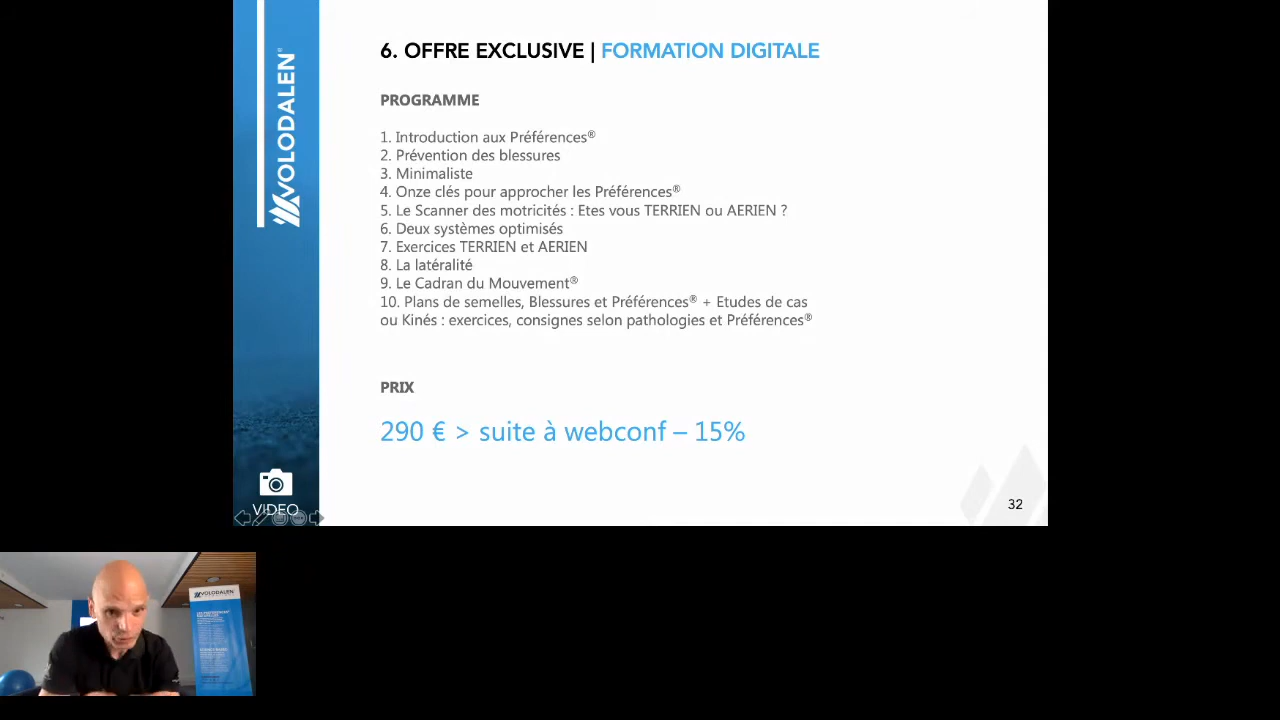 VOLODALEN
6. OFFRE EXCLUSIVE | FORMATION DIGITALE
PROGRAMME
1. Introduction aux Préférences®
2. Prévention des blessures
3. Minimaliste
4. Onze clés pour approcher les Préférences®
5. Le Scanner des motricités : Etes vous TERRIEN ou AERIEN ?
6. Deux systèmes optimisés
7. Exercices TERRIEN et AERIEN
8. La latéralité
9. Le Cadran du Mouvement®
10. Plans de semelles, Blessures et Préférences® + Etudes de cas
ou Kinés : exercices, consignes selon pathologies et Préférences®
PRIX
290 € > suite à webconf – 15%
VIDEO
32
VOLODALEN